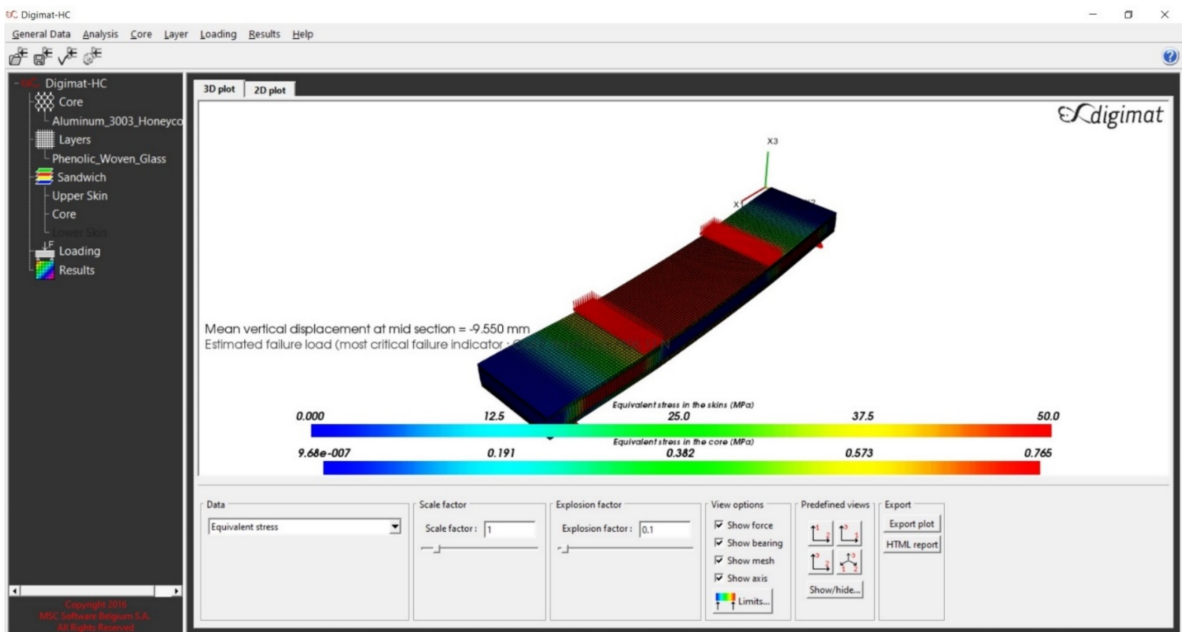 Digimat-HC
General Data Analysis Core Layer Loading Results Help
Digimat-HC
Core
Aluminum_3003_Honeyco
Layers
Phenolic_Woven_Glass
Sandwich
Upper Skin
Core
Lower Skin
Loading
Results
Copyright 2016
MSC Software Belgium S.A.
All Rights Reserved
3D plot 2D plot
digimat
X3
Mean vertical displacement at mid section = -9.550 mm
Estimated failure load (most critical failure indicator :
Equivalent stress in the skins (MPa)
0.000 12.5 25.0 37.5 50.0
Equivalent stress in the core (MPa)
9.68e-007 0.191 0.382 0.573 0.765
Data
Equivalent stress
Scale factor
Scale factor : 1
Explosion factor
Explosion factor : 0.1
View options
Show force
Show bearing
Show mesh
Show axis
Limits...
Predefined views
Show/hide...
Export
Export plot
HTML report